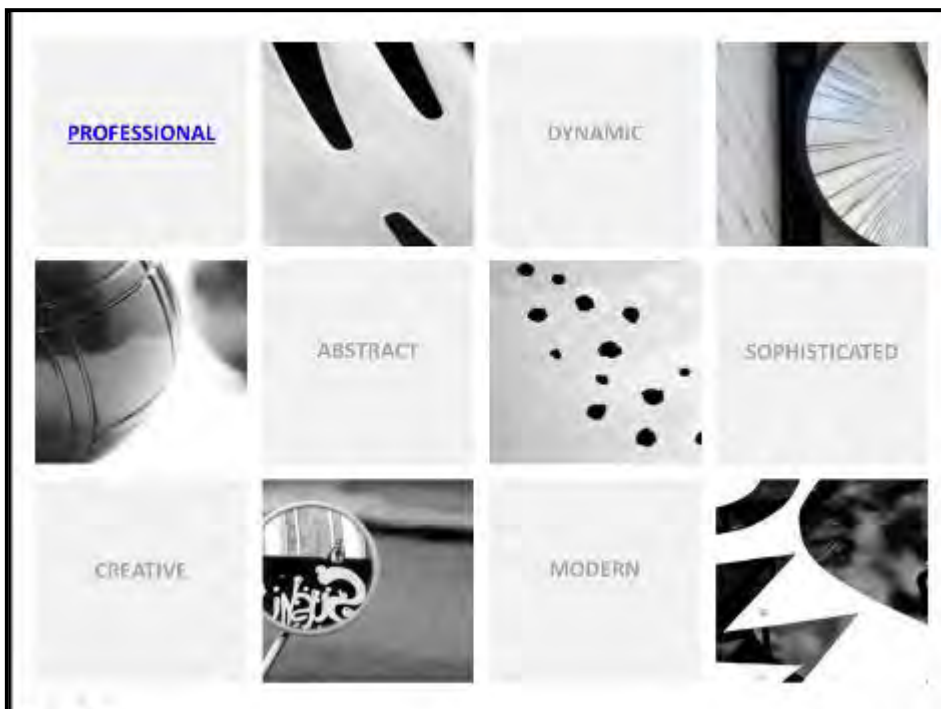 PROFESSIONAL
DYNAMIC
ABSTRACT
SOPHISTICATED
CREATIVE
MODERN